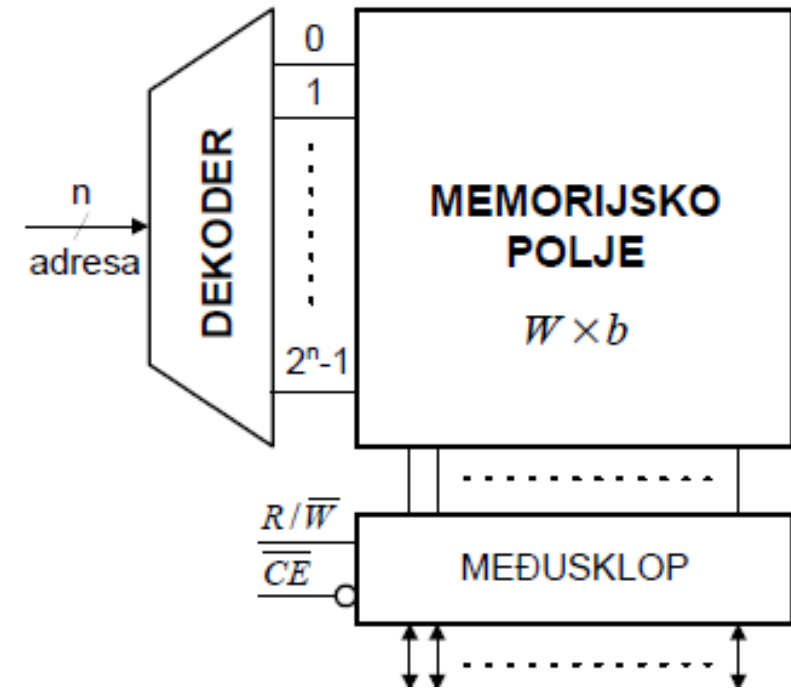 0
1
n
adresa
DEKODER
2ⁿ-1
MEMORIJSKO
POLJE
W × b
R / W̅
C̅E̅
MEĐUSKLOP